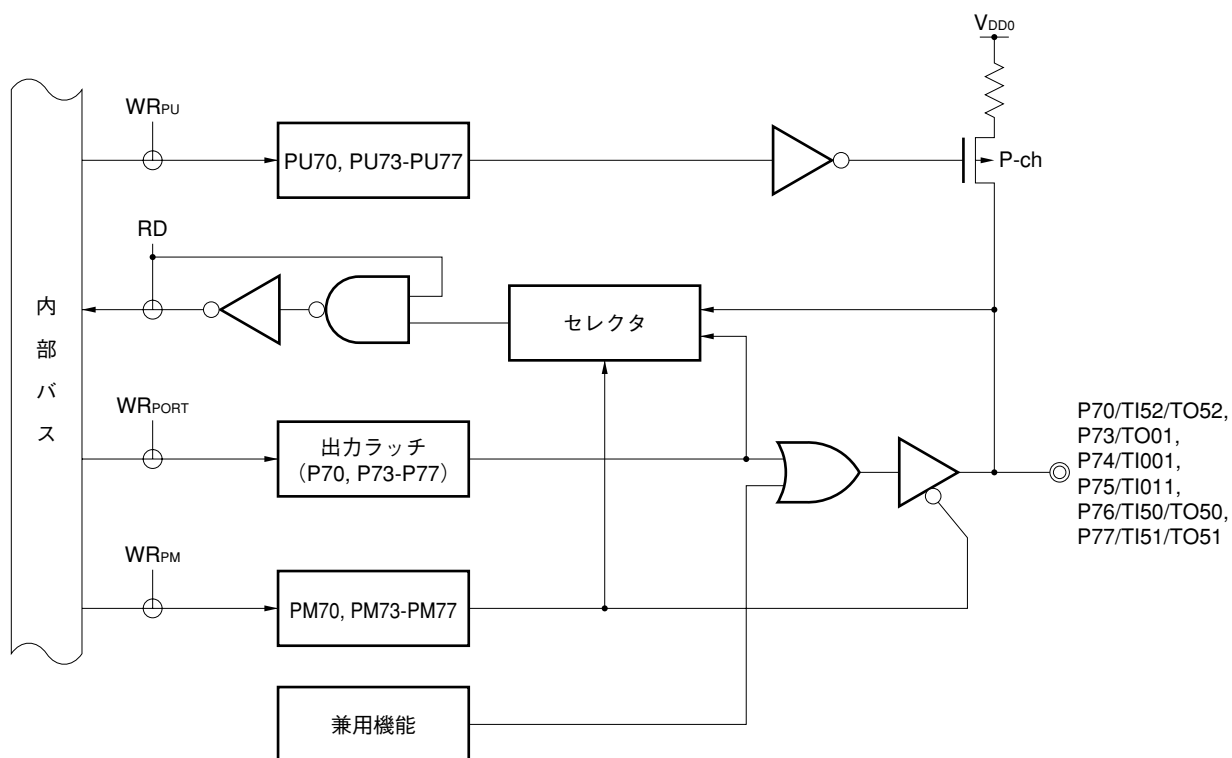 VDD0
WRPU
PU70, PU73-PU77
P-ch
RD
セレクタ
内部バス
WRPORT
出力ラッチ
（P70, P73-P77）
P70/TI52/TO52,
P73/TO01,
P74/TI001,
P75/TI011,
P76/TI50/TO50,
P77/TI51/TO51
WRPM
PM70, PM73-PM77
兼用機能